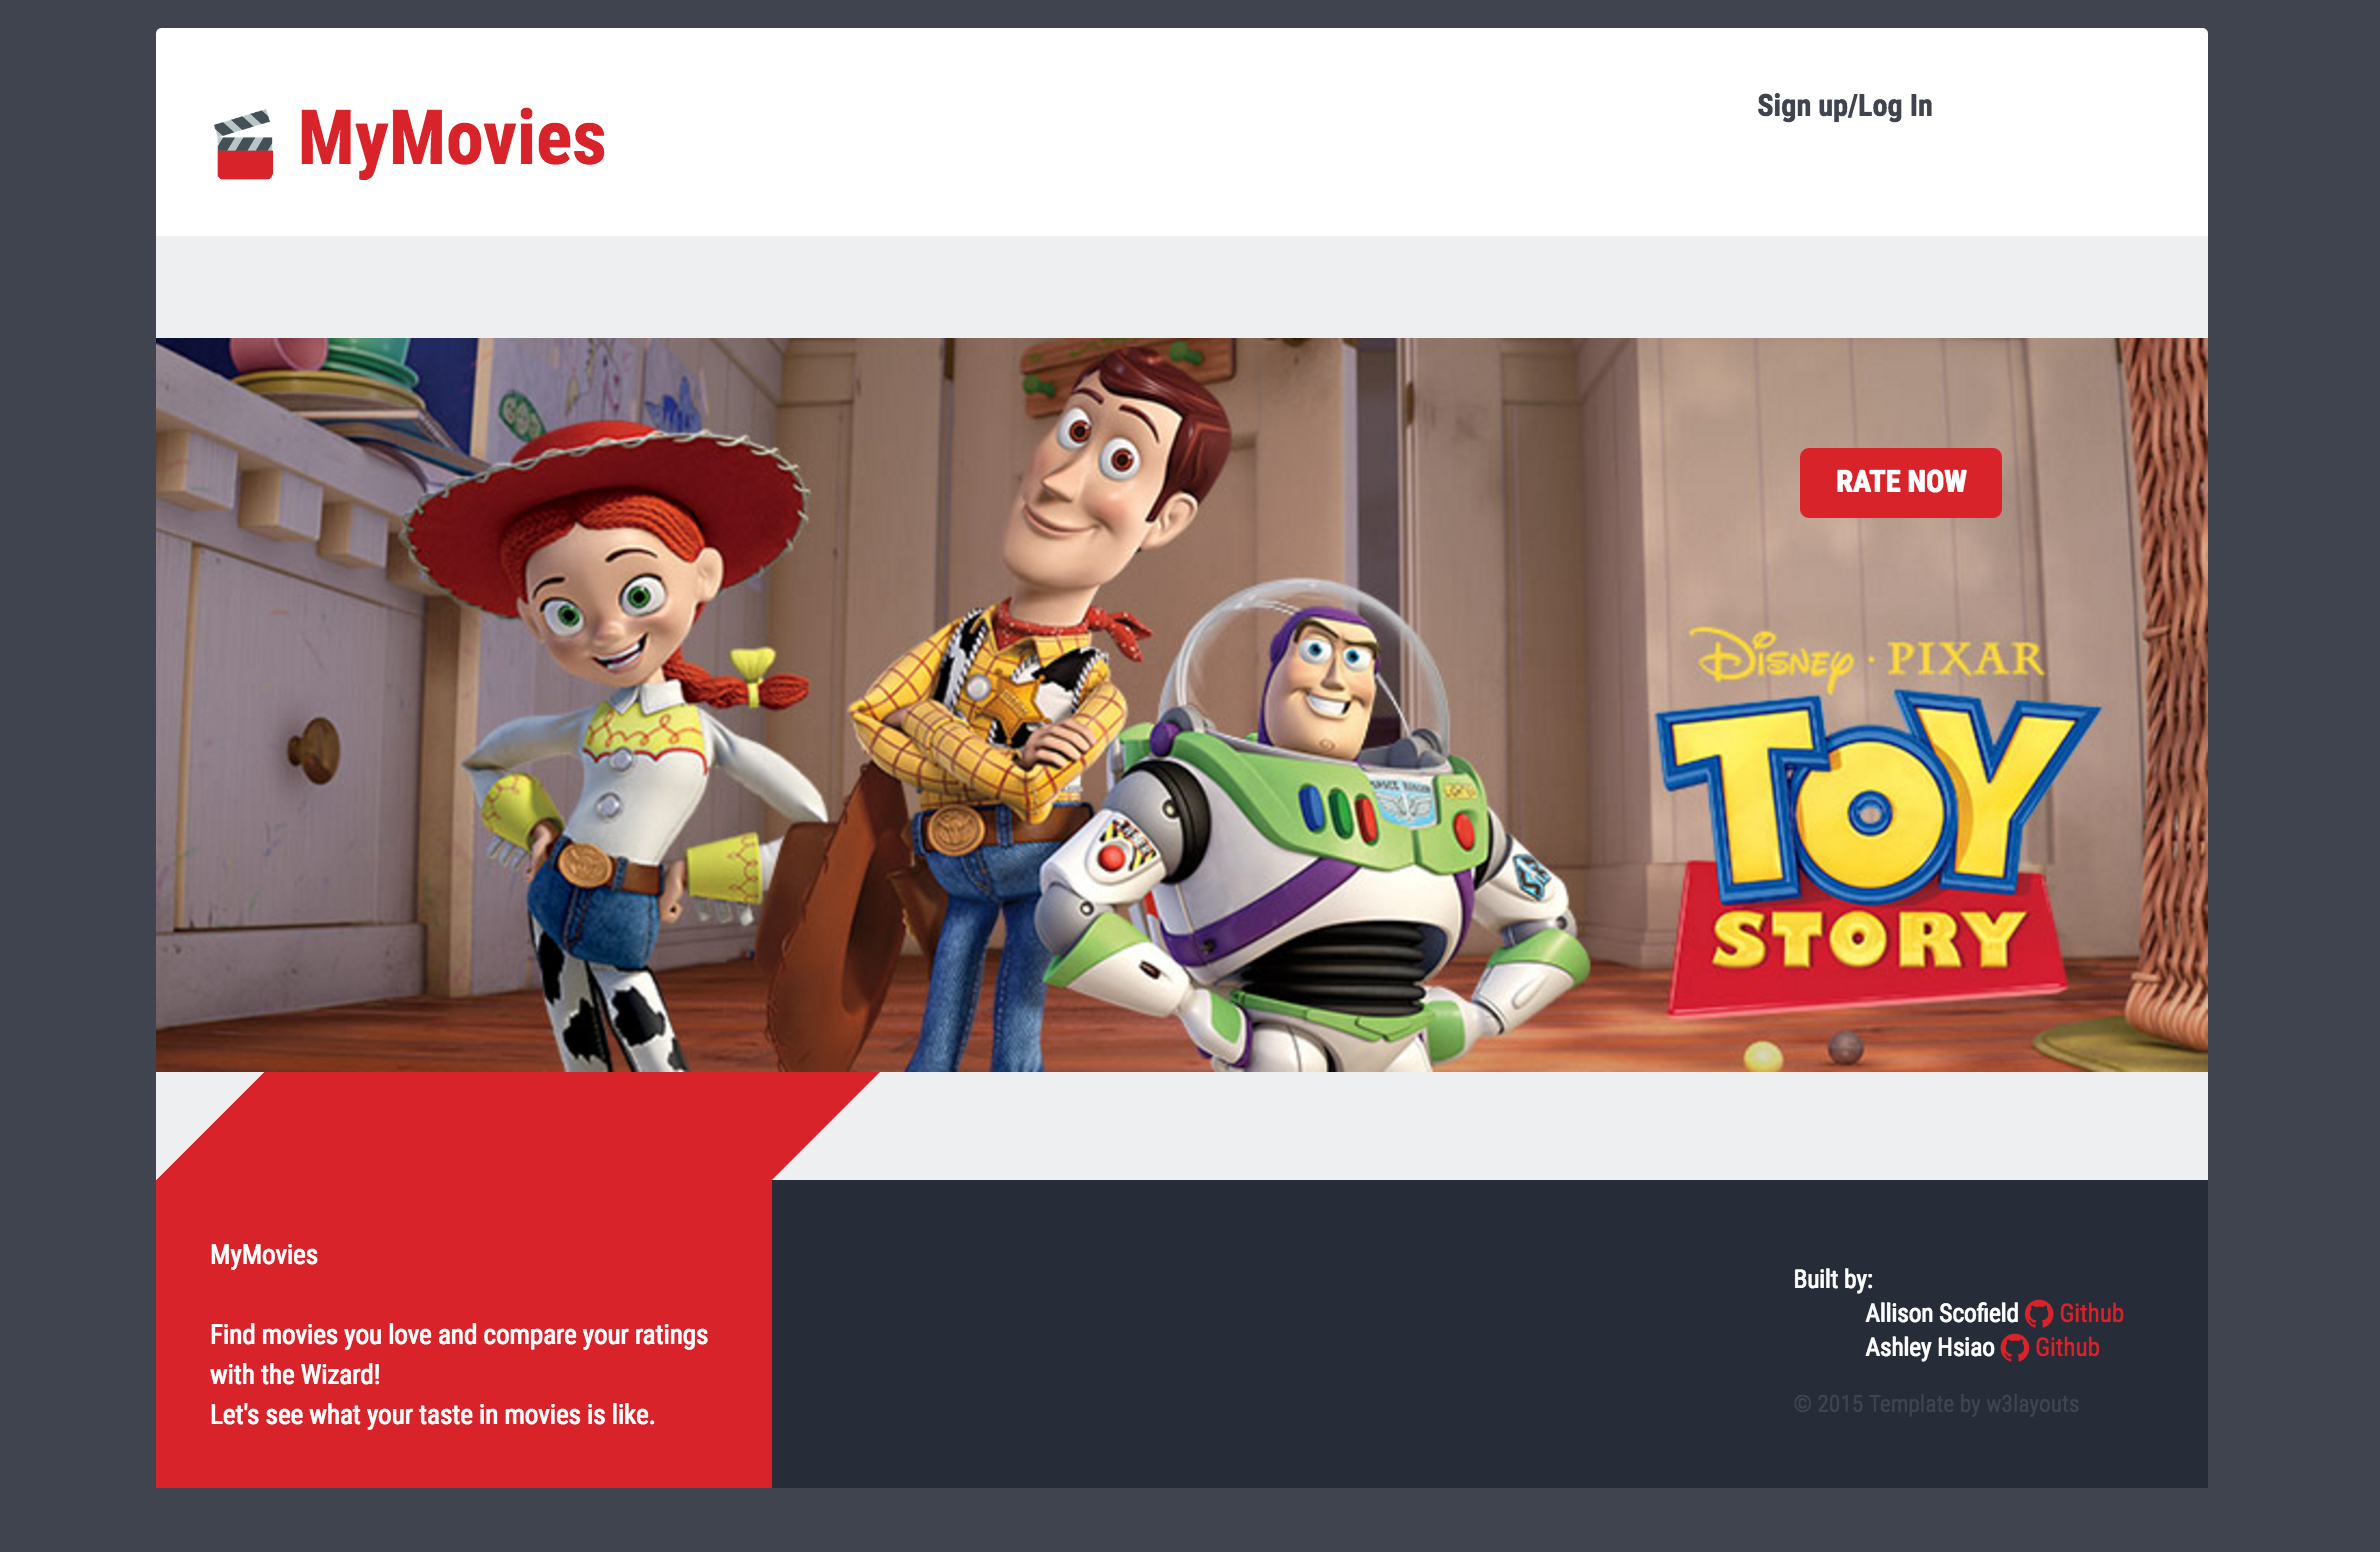 MyMovies
Sign up/Log In
RATE NOW
DISNEY · PIXAR
TOY
STORY
SPACE RANGER
MyMovies
Find movies you love and compare your ratings
with the Wizard!
Let's see what your taste in movies is like.
Built by:
Allison Scofield Github
Ashley Hsiao Github
© 2015 Template by w3layouts